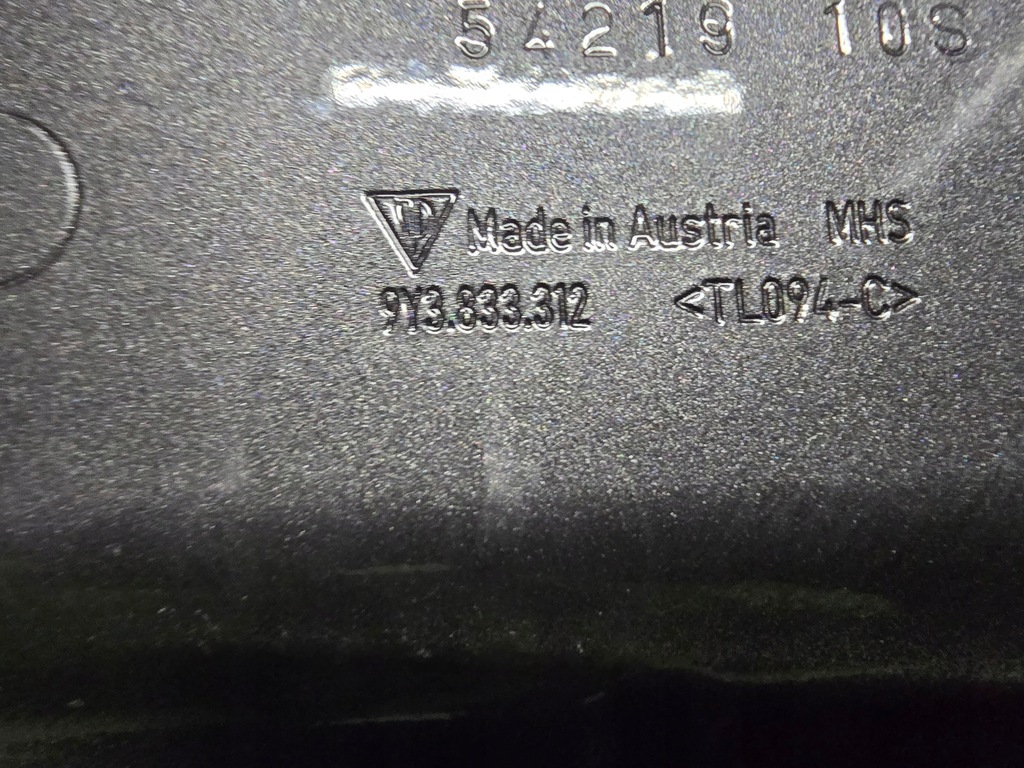 54219 10S
Made in Austria MHS
9Y3.833.312 <TL094-C>